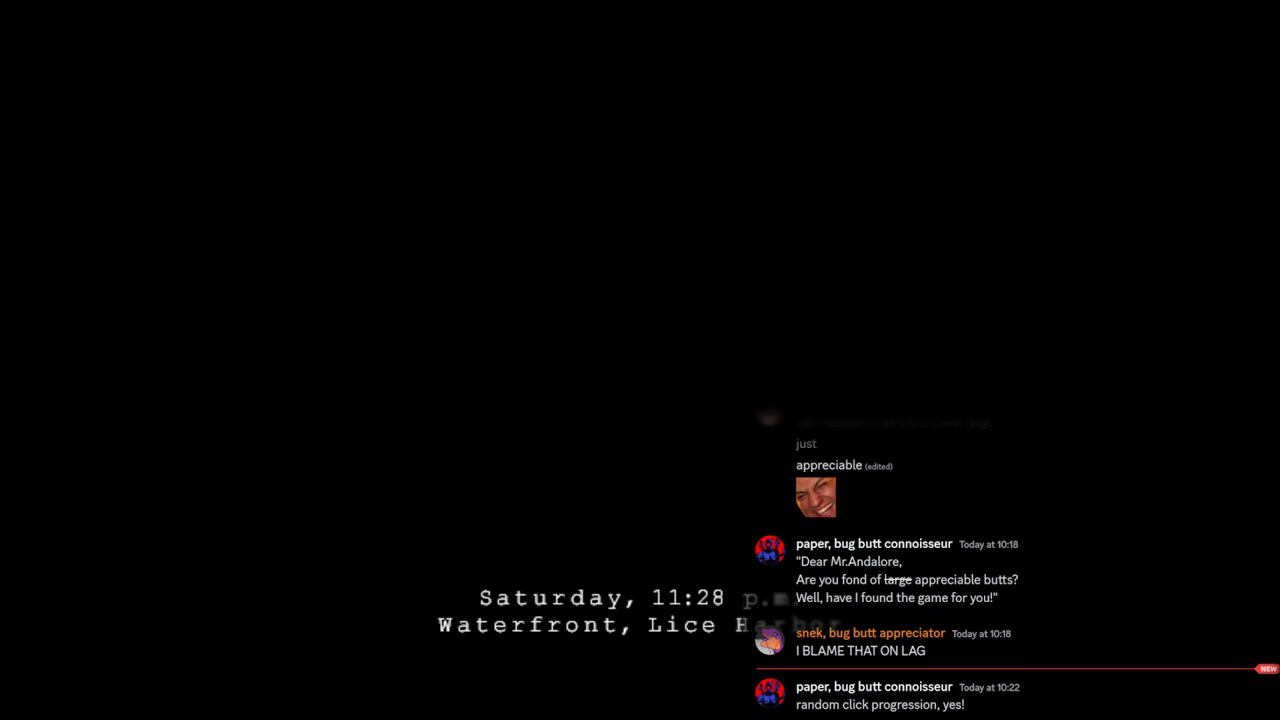 just
appreciable (edited)
paper, bug butt connoisseur Today at 10:18
"Dear Mr.Andalore,
Are you fond of large appreciable butts?
Well, have I found the game for you!"
Saturday, 11:28 p.m.
Waterfront, Lice Harbor
snek, bug butt appreciator Today at 10:18
I BLAME THAT ON LAG
NEW
paper, bug butt connoisseur Today at 10:22
random click progression, yes!